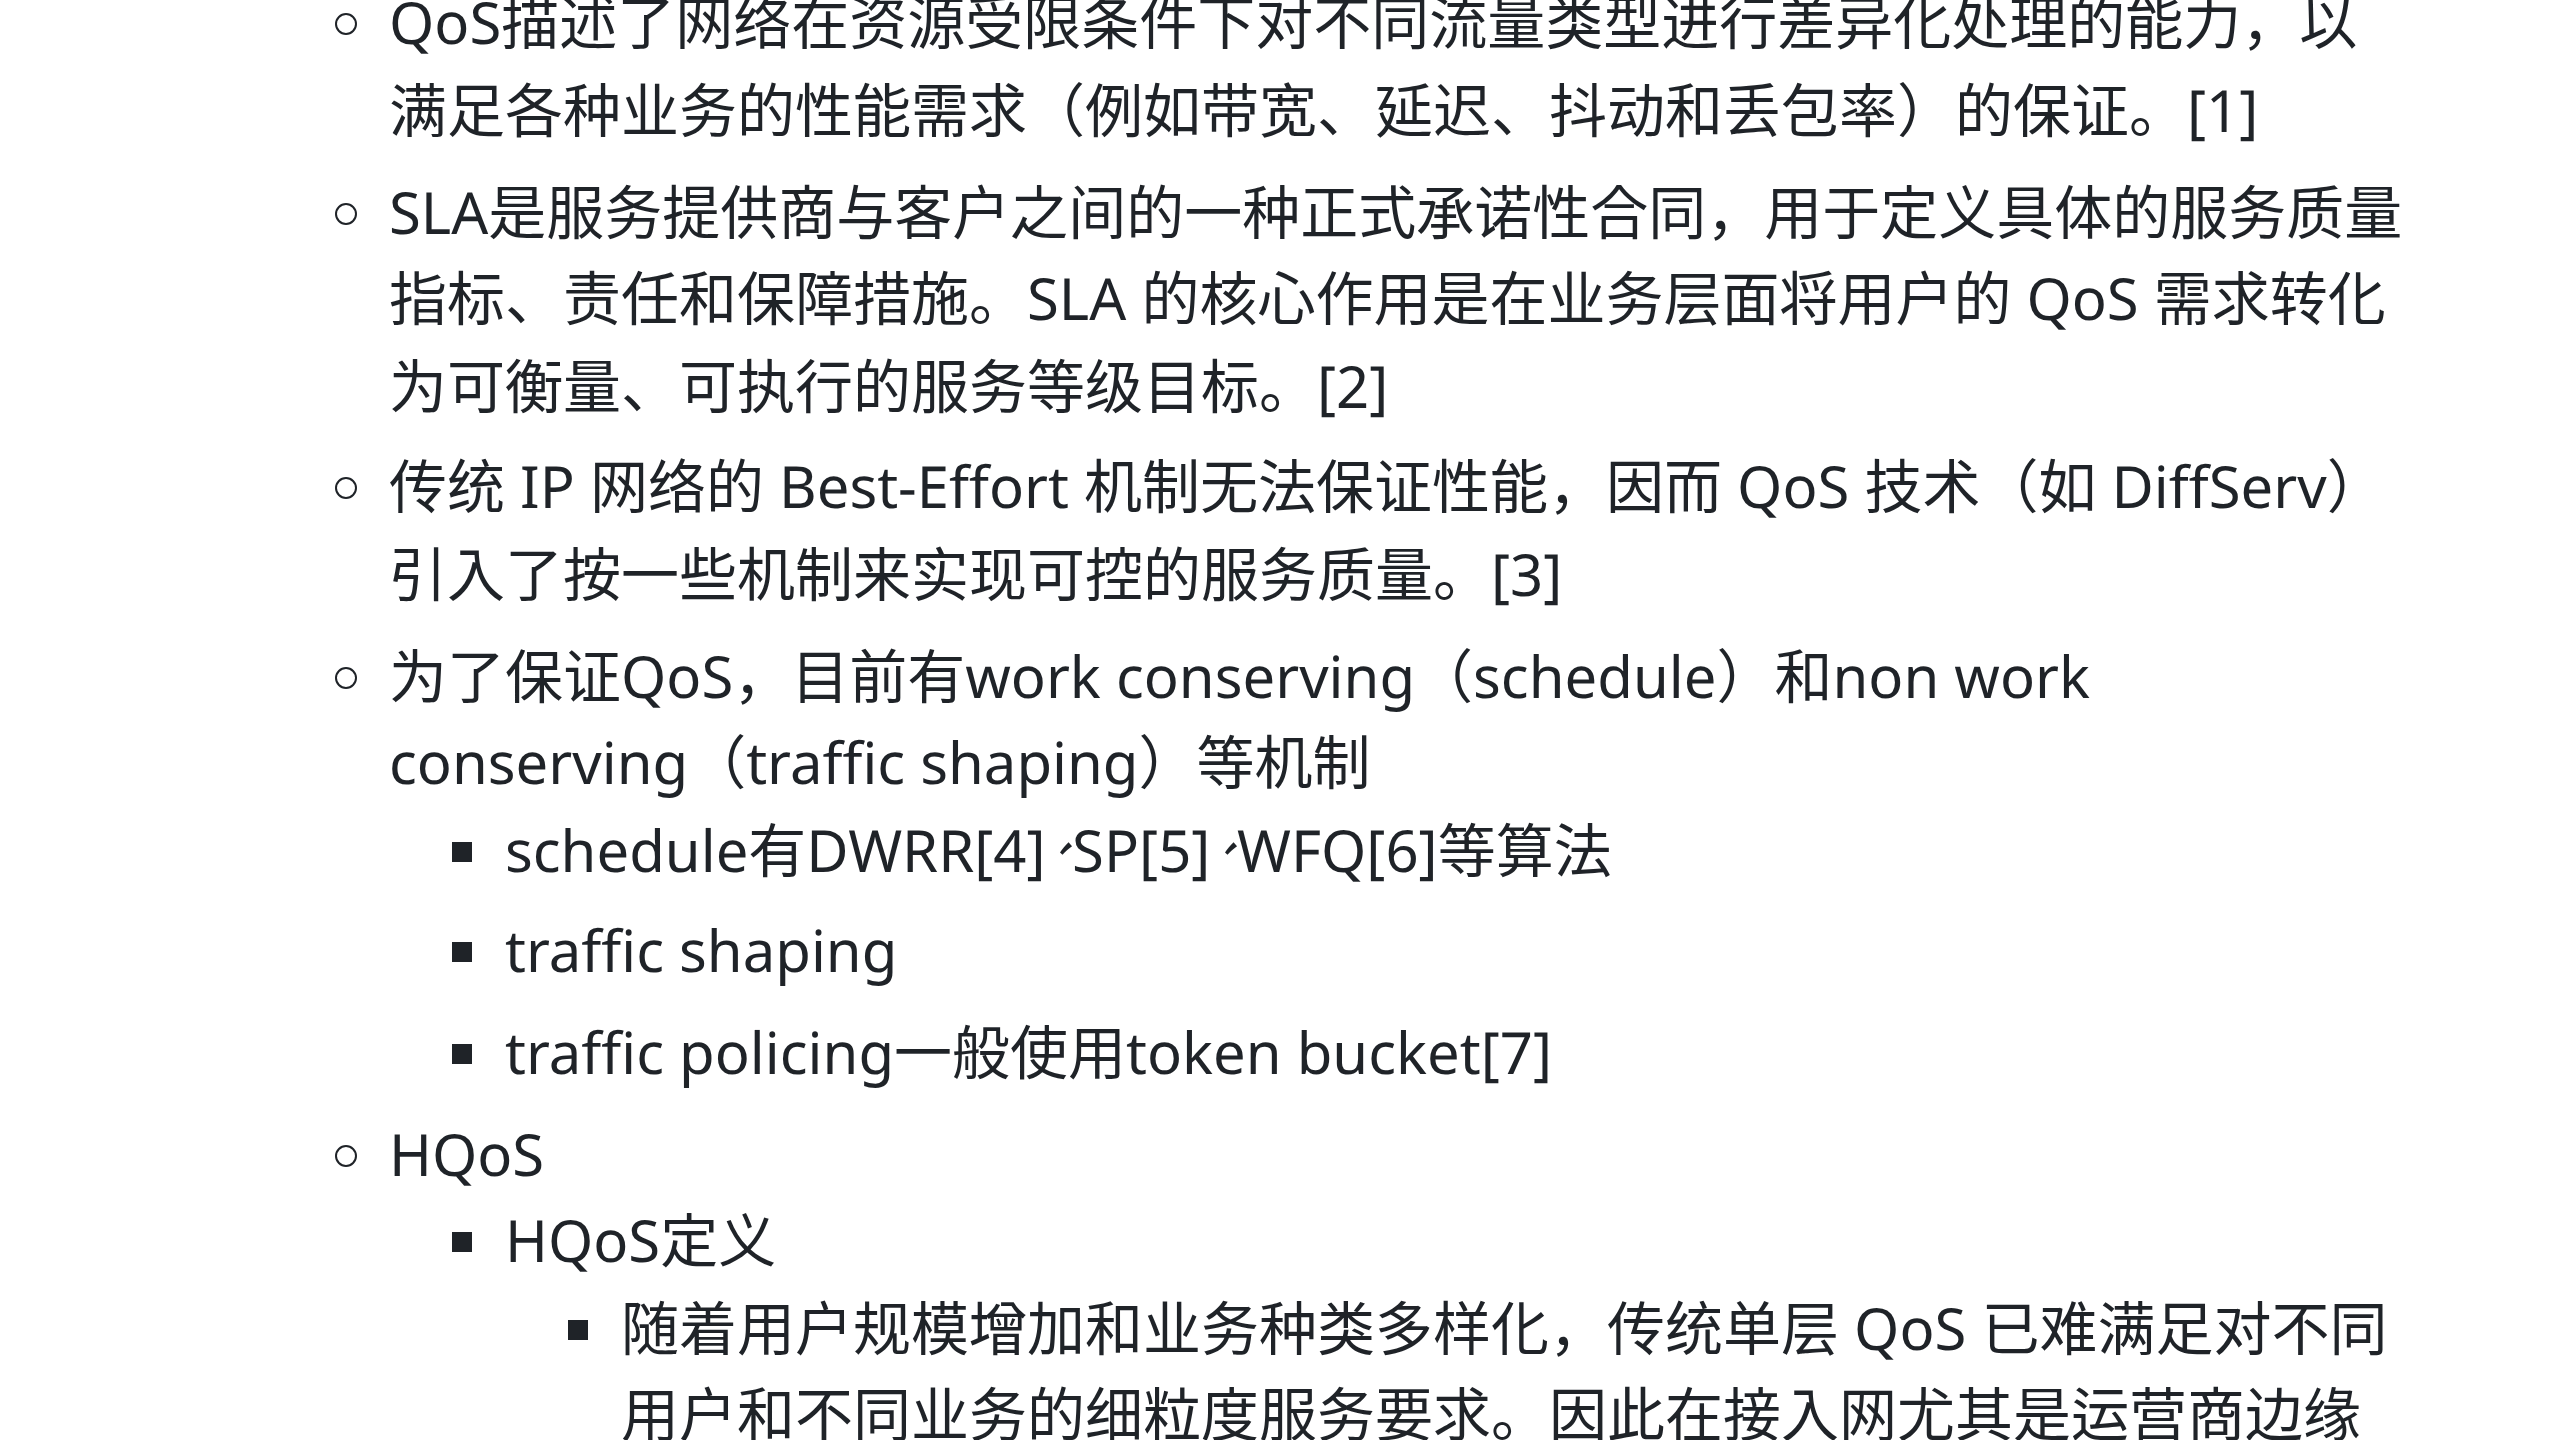 QoS描述了网络在资源受限条件下对不同流量类型进行差异化处理的能力，以
满足各种业务的性能需求（例如带宽、延迟、抖动和丢包率）的保证。[1]
SLA是服务提供商与客户之间的一种正式承诺性合同，用于定义具体的服务质量
指标、责任和保障措施。SLA 的核心作用是在业务层面将用户的 QoS 需求转化
为可衡量、可执行的服务等级目标。[2]
传统 IP 网络的 Best-Effort 机制无法保证性能，因而 QoS 技术（如 DiffServ）
引入了按一些机制来实现可控的服务质量。[3]
为了保证QoS，目前有work conserving（schedule）和non work
conserving（traffic shaping）等机制
schedule有DWRR[4] ˊSP[5] ˊWFQ[6]等算法
traffic shaping
traffic policing一般使用token bucket[7]
HQoS
HQoS定义
随着用户规模增加和业务种类多样化，传统单层 QoS 已难满足对不同
用户和不同业务的细粒度服务要求。因此在接入网尤其是运营商边缘